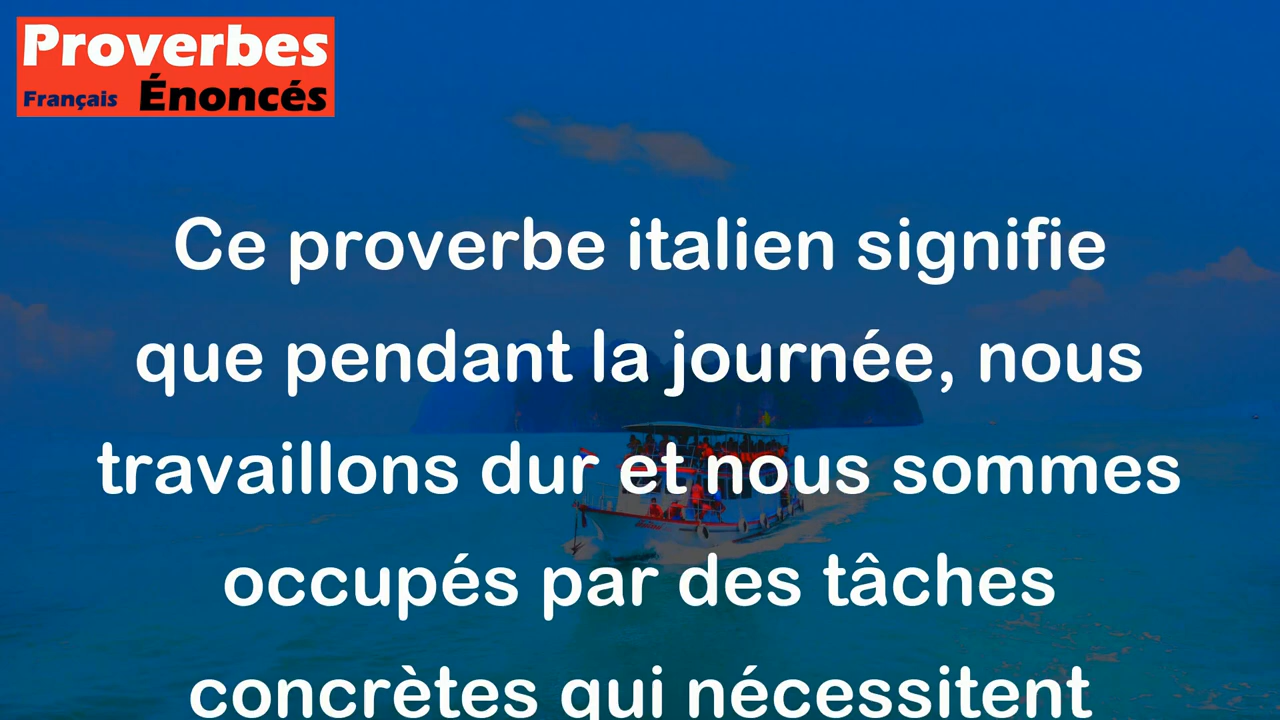 Proverbes
Français Énoncés
Ce proverbe italien signifie
que pendant la journée, nous
travaillons dur et nous sommes
occupés par des tâches
concrètes qui nécessitent